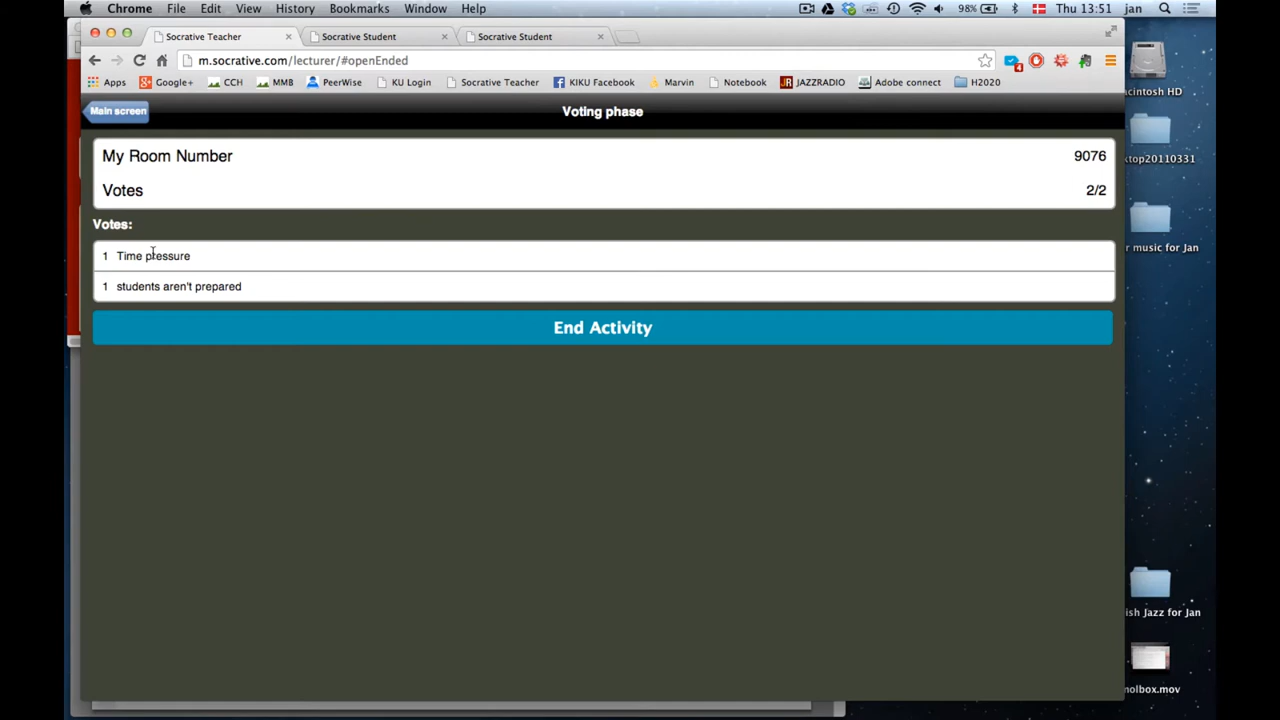 Chrome File Edit View History Bookmarks Window Help 98% Thu 13:51 jan
Socrative Teacher Socrative Student Socrative Student
m.socrative.com/lecturer/#openEnded
Apps Google+ CCH MMB PeerWise KU Login Socrative Teacher KIKU Facebook Marvin Notebook JAZZRADIO Adobe connect H2020
4
acintosh HD
Main screen Voting phase
My Room Number 9076
ktop20110331
Votes 2/2
Votes:
r music for Jan
1 Time pressure
1 students aren't prepared
End Activity
ish Jazz for Jan
molbox.mov